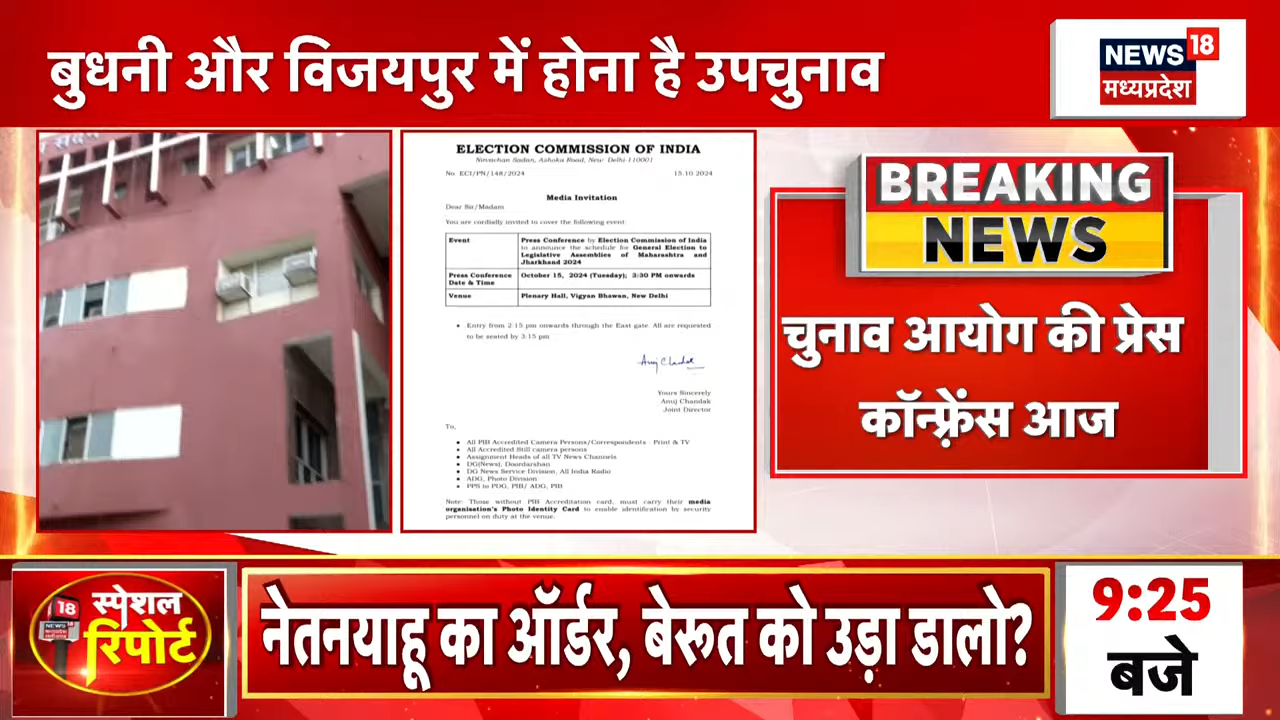 बुधनी और विजयपुर में होना है उपचुनाव
NEWS 18
मध्यप्रदेश
ELECTION COMMISSION OF INDIA
Nirvachan Sadan, Ashoka Road, New Delhi-110001
No ECI/PN/148/2024 15.10.2024
Media Invitation
Dear Sir/Madam
You are cordially invited to cover the following event:
Event Press Conference by Election Commission of India
to announce the schedule for General Election to
Legislative Assemblies of Maharashtra and
Jharkhand 2024
Press Conference Date & Time October 15, 2024 (Tuesday); 3:30 PM onwards
Venue Plenary Hall, Vigyan Bhawan, New Delhi
• Entry from 2:15 pm onwards through the East gate. All are requested
to be seated by 3:15 pm
Anuj Chandak
Yours Sincerely
Anuj Chandak
Joint Director
To,
• All PIB Accredited Camera Persons/Correspondents - Print & TV
• All Accredited Still camera persons
• Assignment Heads of all TV News Channels
• DG(News), Doordarshan
• DG News Service Division, All India Radio
• ADG, Photo Division
• PPS to PDG, PIB/ ADG, PIB
Note: Those without PIB Accreditation card, must carry their media
organisation's Photo Identity Card to enable identification by security
personnel on duty at the venue.
BREAKING
NEWS
चुनाव आयोग की प्रेस
कॉन्फ्रेंस आज
18
NEWS
स्पेशल
रिपोर्ट
नेतनयाहू का ऑर्डर, बेरूत को उड़ा डालो?
9:25
बजे